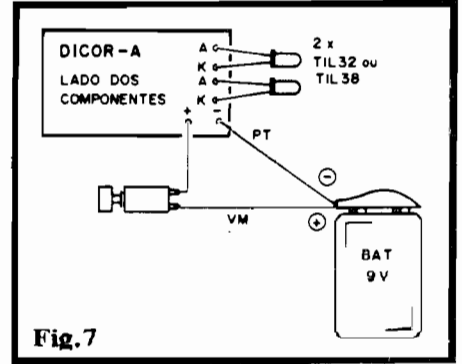 DICOR-A
LADO DOS
COMPONENTES
A
K
A
K
+
-
2 x
TIL32 ou
TIL38
PT
-
+
VM
BAT
9V
Fig.7